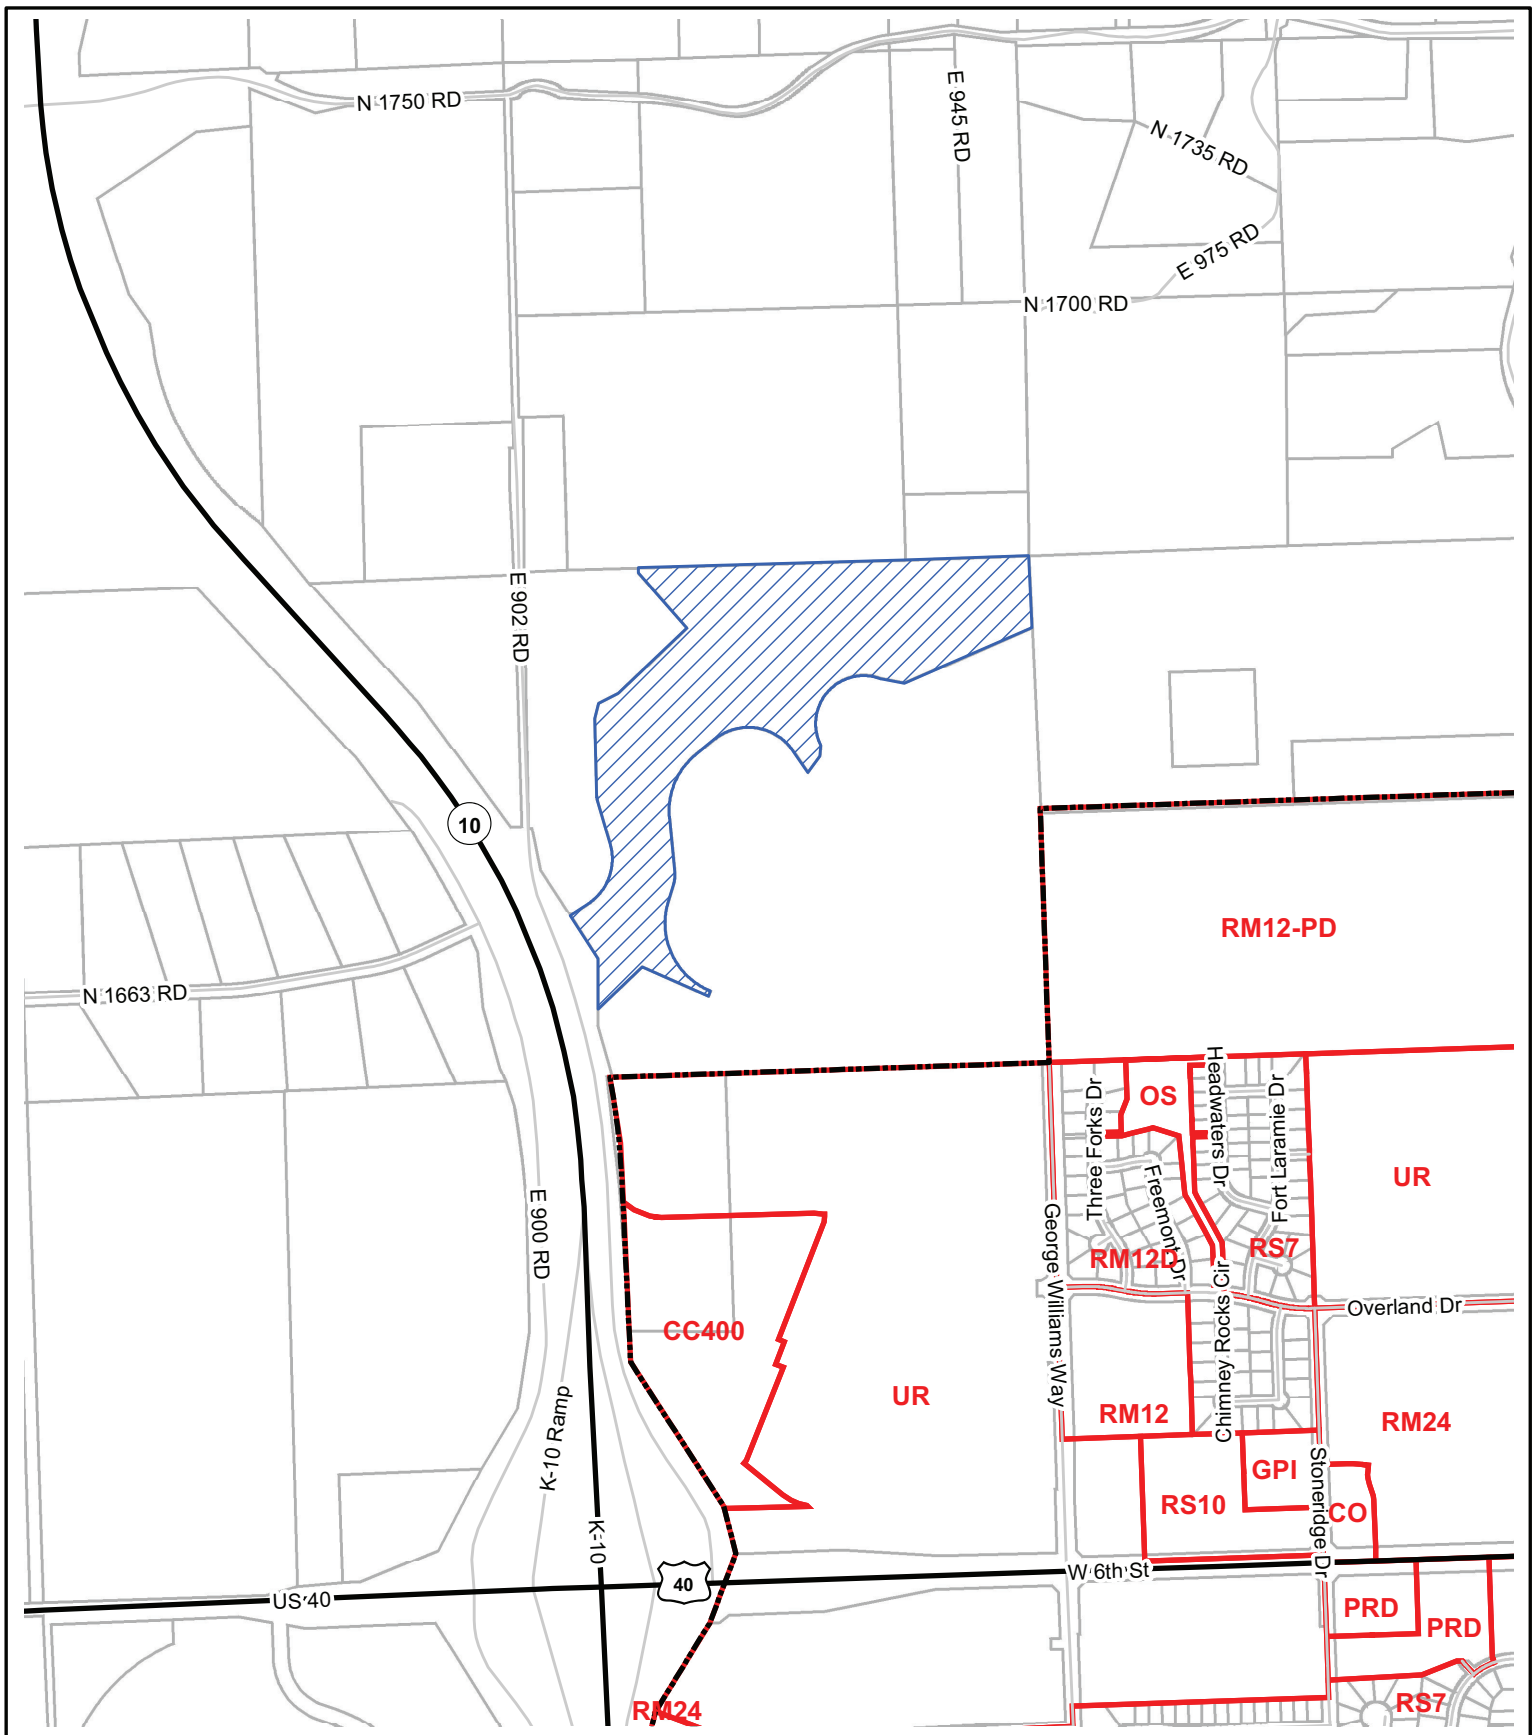 N 1750 RD
E 945 RD
N 1735 RD
E 975 RD
N 1700 RD
E 902 RD
10
RM12-PD
N 1663 RD
OS
Three Forks Dr
Headwaters Dr
Fort Laramie Dr
Freemont Dr
UR
E 900 RD
George Williams Way
RM12D
RS7
Chimney Rocks Cir
Overland Dr
CC400
UR
K-10 Ramp
RM12
RM24
GPI
Stoneridge Dr
RS10
CO
K-10
W 6th St
40
US 40
PRD
PRD
RM24
RS7